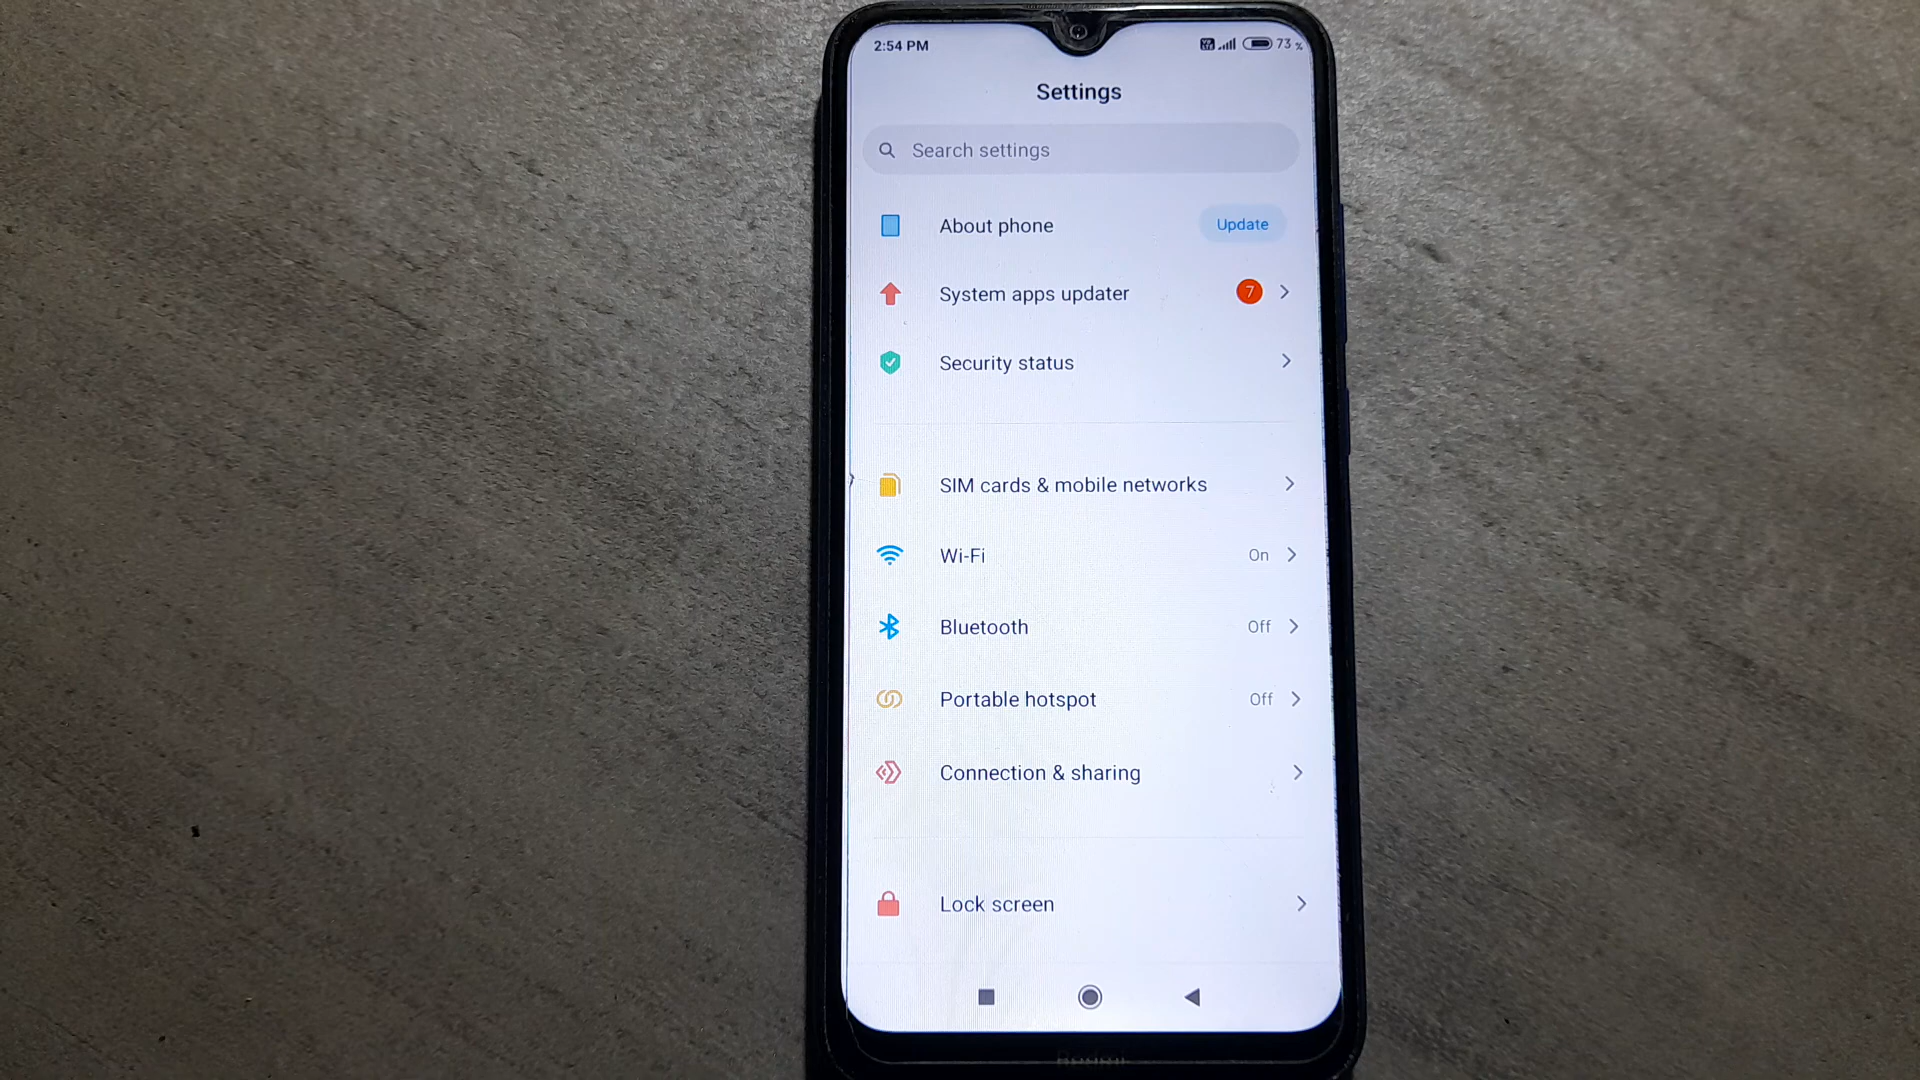 2:54 PM
73 %
Settings
Search settings
About phone
Update
System apps updater
7
Security status
SIM cards & mobile networks
Wi-Fi
On
Bluetooth
Off
Portable hotspot
Off
Connection & sharing
Lock screen